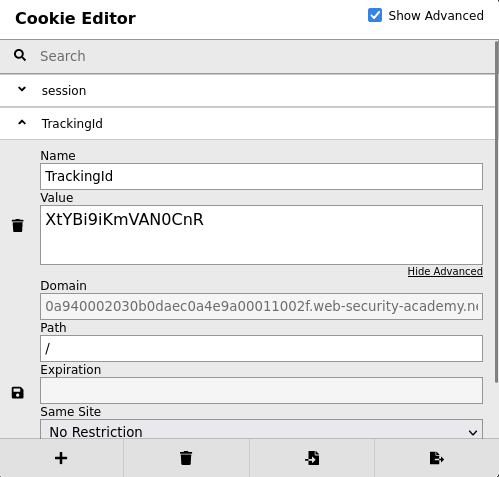 Cookie Editor
Show Advanced
Search
session
TrackingId
Name
TrackingId
Value
XtYBi9iKmVAN0CnR
Hide Advanced
Domain
0a940002030b0daec0a4e9a00011002f.web-security-academy.ne
Path
/
Expiration
Same Site
No Restriction